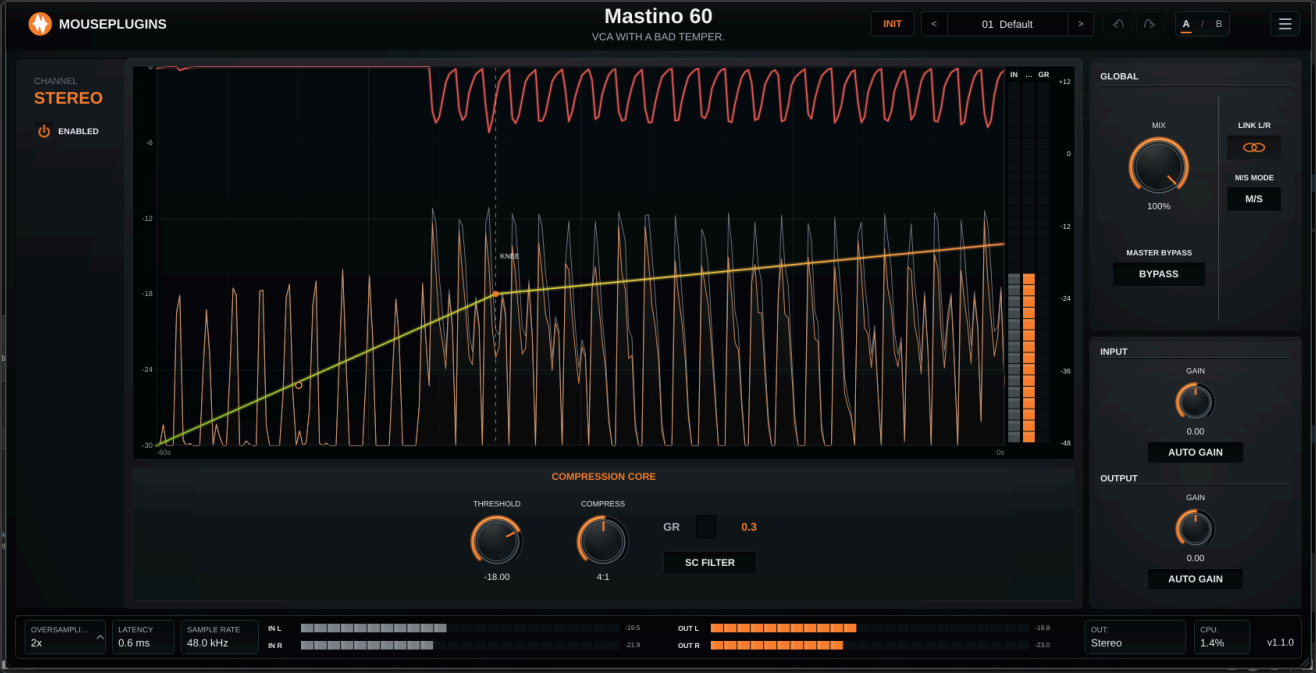 MOUSEPLUGINS
Mastino 60
VCA WITH A BAD TEMPER.
INIT
<
01 Default
>
A / B
CHANNEL
STEREO
ENABLED
0
-6
-12
-18
-24
-30
-60s
0s
KNEE
IN ... GR
+12
0
-12
-24
-36
-48
GLOBAL
MIX
100%
LINK L/R
M/S MODE
M/S
MASTER BYPASS
BYPASS
INPUT
GAIN
0.00
AUTO GAIN
OUTPUT
GAIN
0.00
AUTO GAIN
COMPRESSION CORE
THRESHOLD
-18.00
COMPRESS
4:1
GR
0.3
SC FILTER
OVERSAMPLI...
2x
LATENCY
0.6 ms
SAMPLE RATE
48.0 kHz
IN L
-19.5
IN R
-21.9
OUT L
-19.8
OUT R
-23.0
OUT:
Stereo
CPU:
1.4%
v1.1.0